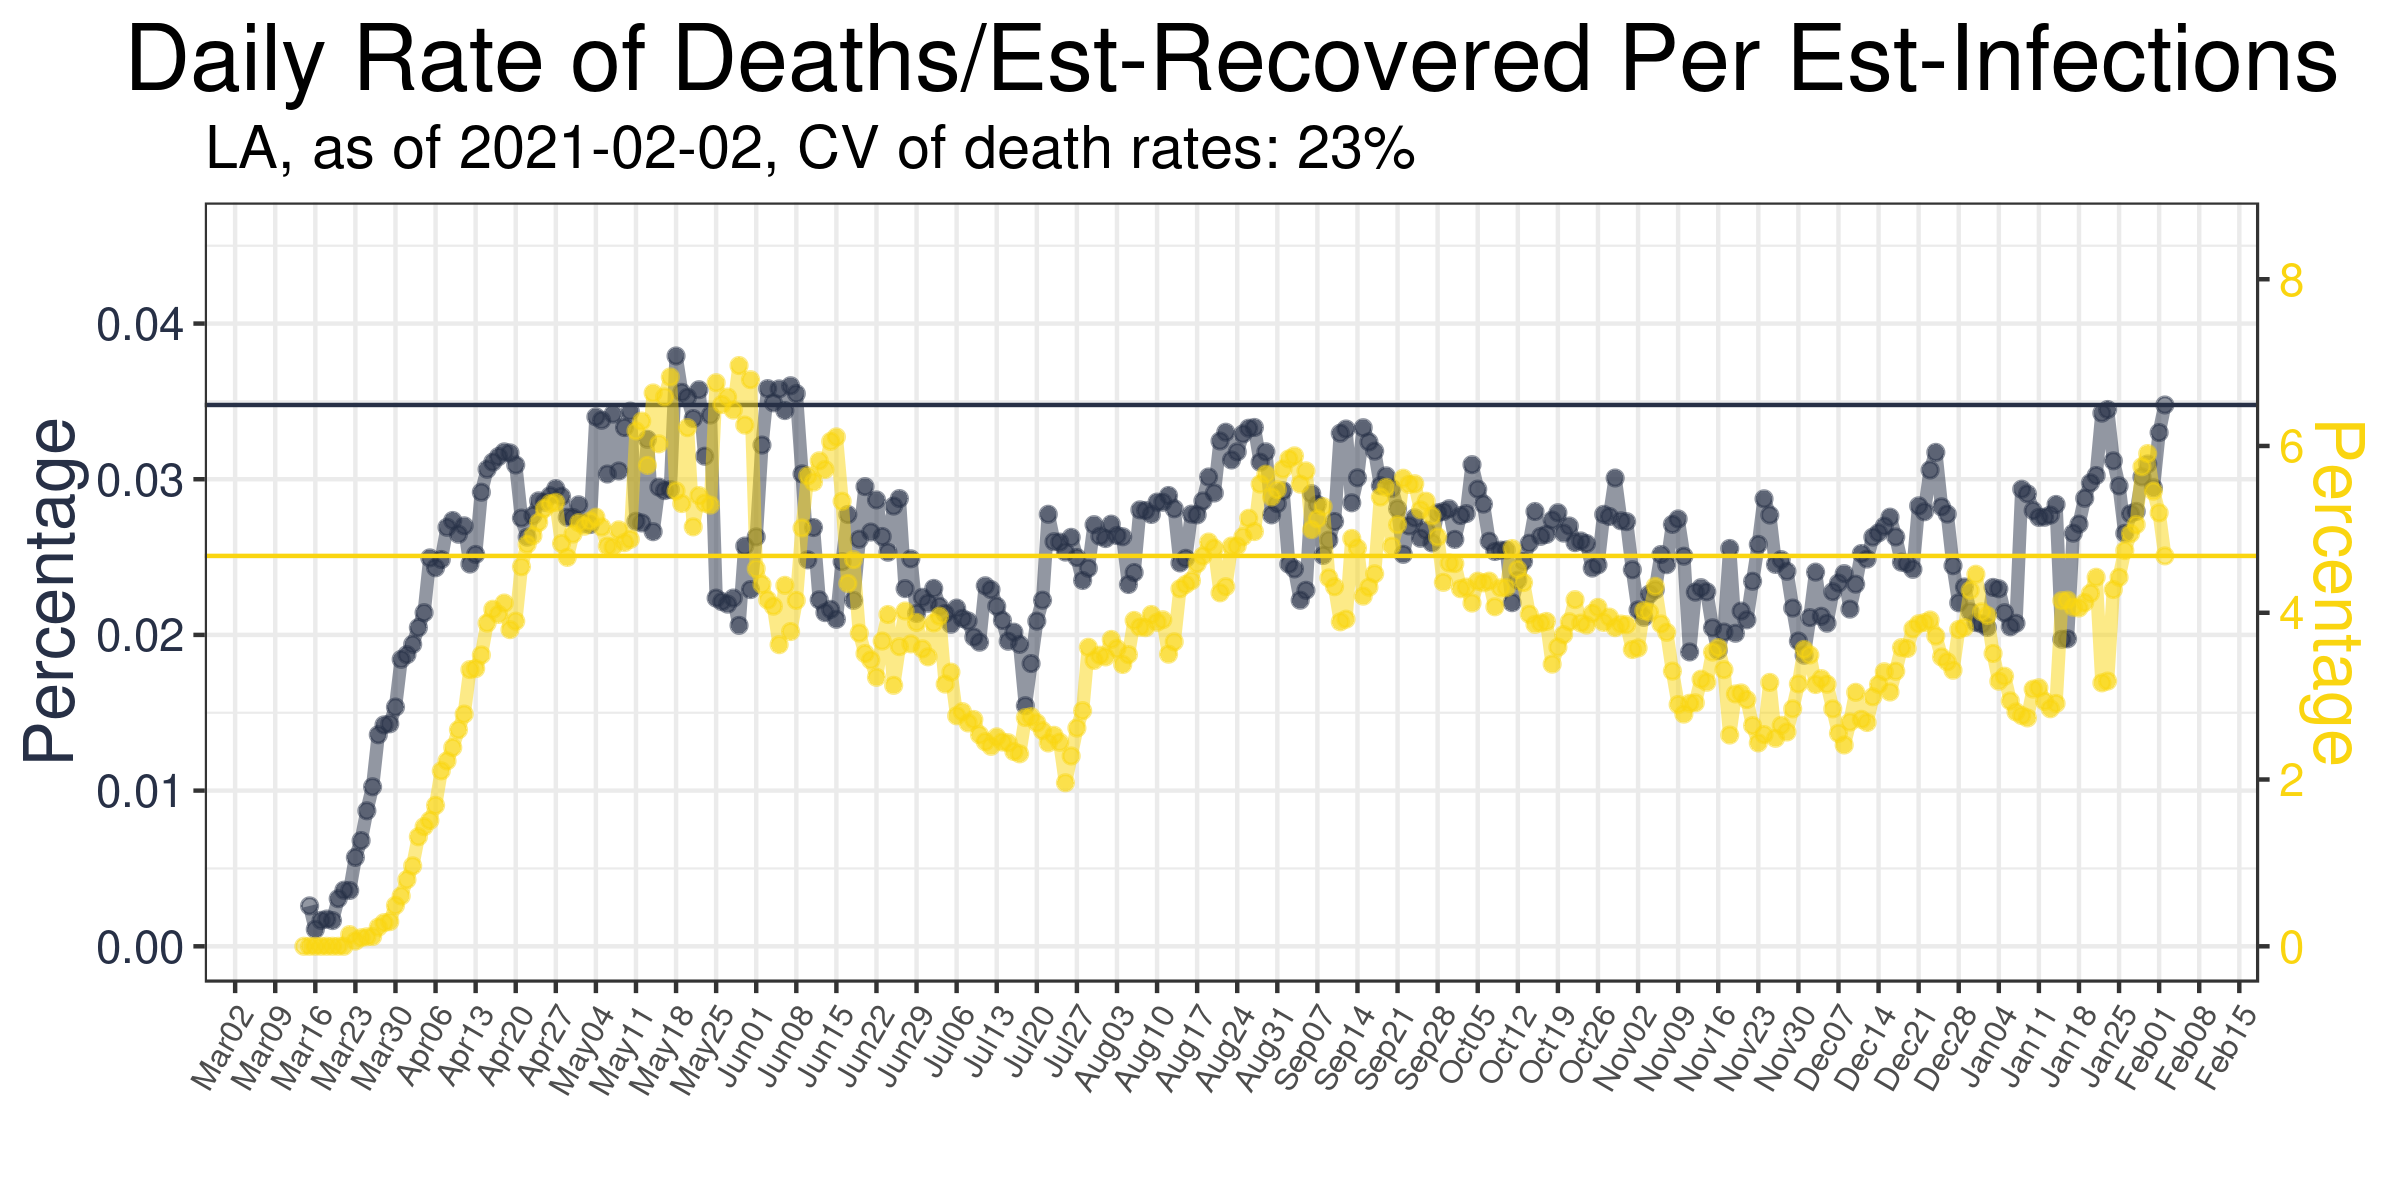 Daily Rate of Deaths/Est-Recovered Per Est-Infections
LA, as of 2021-02-02, CV of death rates: 23%
Percentage
0.04
0.03
0.02
0.01
0.00
8
6
4
2
0
Percentage
Mar02 Mar09 Mar16 Mar23 Mar30 Apr06 Apr13 Apr20 Apr27 May04 May11 May18 May25 Jun01 Jun08 Jun15 Jun22 Jun29 Jul06 Jul13 Jul20 Jul27 Aug03 Aug10 Aug17 Aug24 Aug31 Sep07 Sep14 Sep21 Sep28 Oct05 Oct12 Oct19 Oct26 Nov02 Nov09 Nov16 Nov23 Nov30 Dec07 Dec14 Dec21 Dec28 Jan04 Jan11 Jan18 Jan25 Feb01 Feb08 Feb15